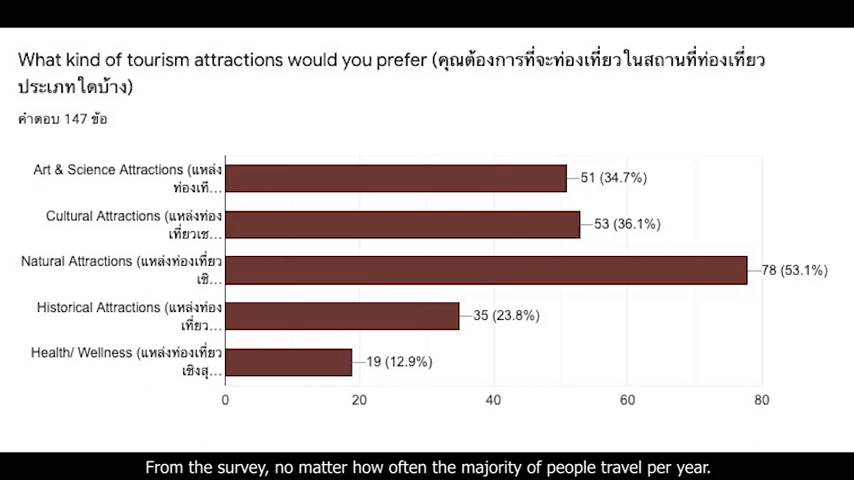 What kind of tourism attractions would you prefer (คุณต้องการที่จะท่องเที่ยวในสถานที่ท่องเที่ยว
ประเภทใดบ้าง)
คำตอบ 147 ข้อ
Art & Science Attractions (แหล่ง
ท่องเที่…
51 (34.7%)
Cultural Attractions (แหล่งท่อง
เที่ยวเช…
53 (36.1%)
Natural Attractions (แหล่งท่องเที่ยว
เชิ…
78 (53.1%)
Historical Attractions (แหล่งท่อง
เที่ยว…
35 (23.8%)
Health/ Wellness (แหล่งท่องเที่ยว
เชิงสุ…
19 (12.9%)
0 20 40 60 80
From the survey, no matter how often the majority of people travel per year.